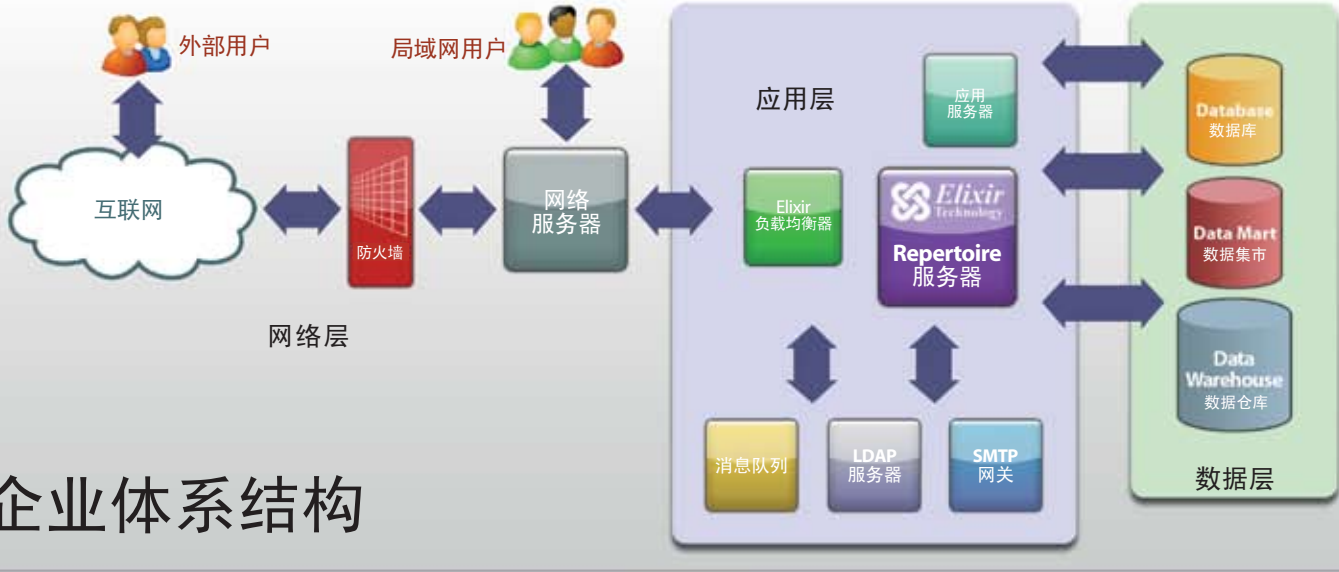 外部用户
局域网用户
互联网
防火墙
网络
服务器
网络层
应用层
应用
服务器
Elixir
负载均衡器
Elixir
Technology
Repertoire
服务器
消息队列
LDAP
服务器
SMTP
网关
Database
数据库
Data Mart
数据集市
Data
Warehouse
数据仓库
数据层
企业体系结构